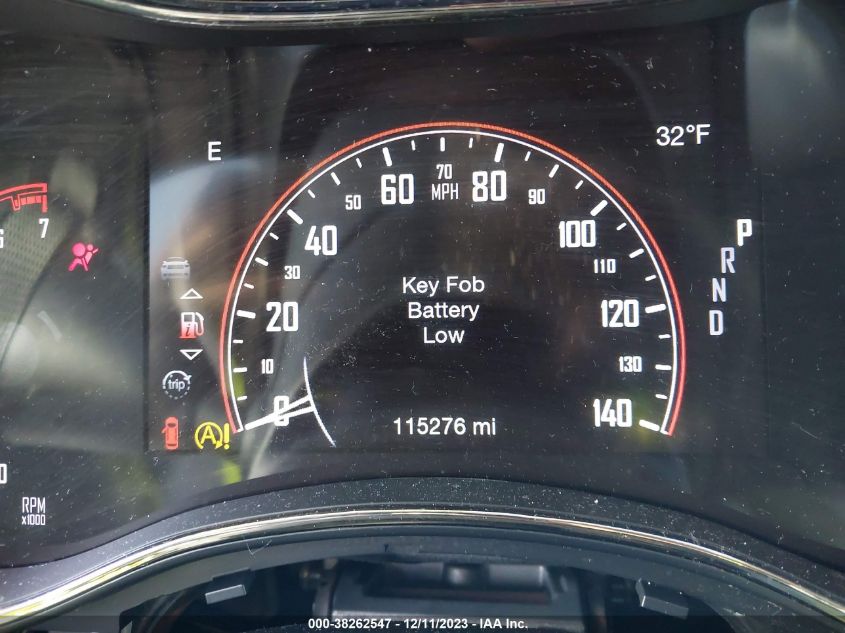 E
32°F
70
60 MPH 80
50 90
40 100
30 110
Key Fob
Battery
Low
20 120
10 130
0 140
115276 mi
P
R
N
D
7
trip
A!
RPM
x1000
000-38262547 - 12/11/2023 - IAA Inc.